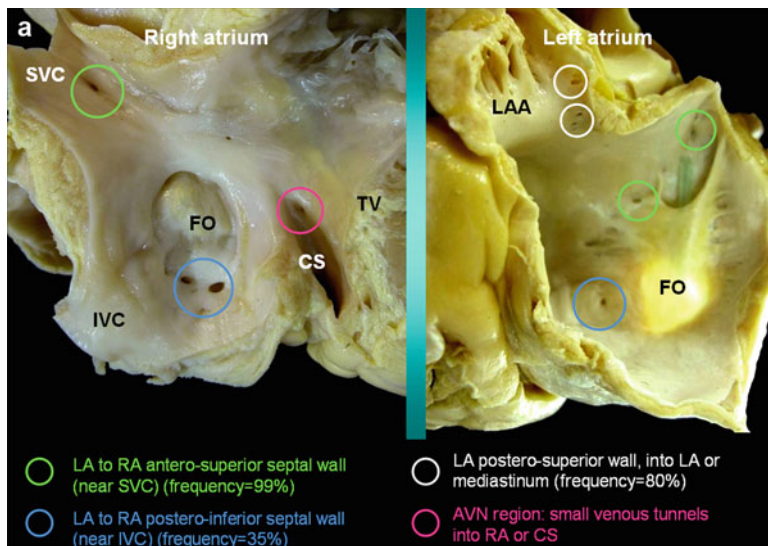 a
Right atrium
SVC
FO
TV
CS
IVC
Left atrium
LAA
FO
LA to RA antero-superior septal wall
(near SVC) (frequency=99%)
LA to RA postero-inferior septal wall
(near IVC) (frequency=35%)
LA postero-superior wall, into LA or
mediastinum (frequency=80%)
AVN region: small venous tunnels
into RA or CS